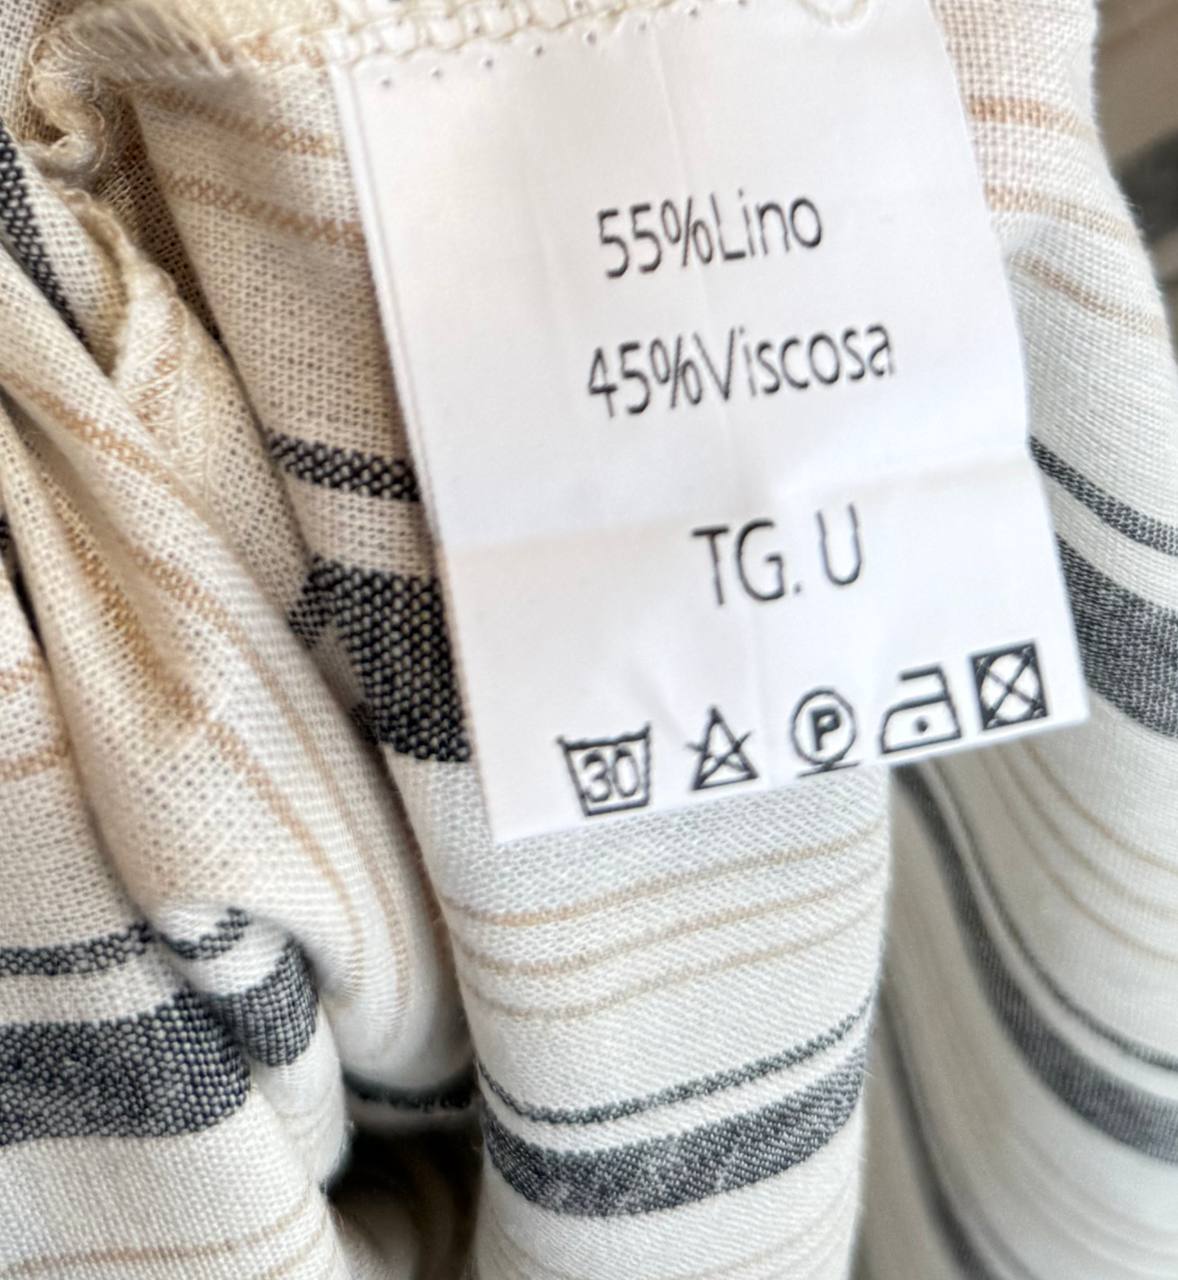 55%Lino
45%Viscosa
TG. U
30 P